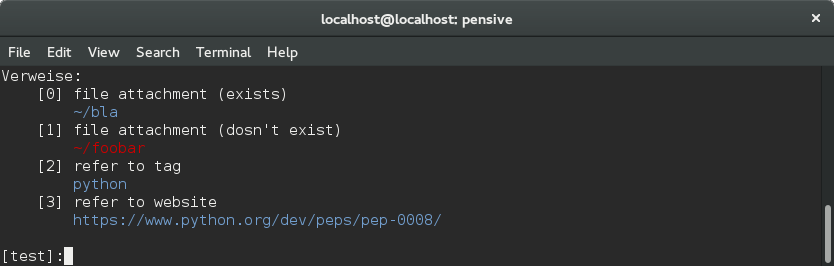 localhost@localhost: pensive
×
File Edit View Search Terminal Help
Verweise:
[0] file attachment (exists)
~/bla
[1] file attachment (dosn't exist)
~/foobar
[2] refer to tag
python
[3] refer to website
https://www.python.org/dev/peps/pep-0008/
[test]: